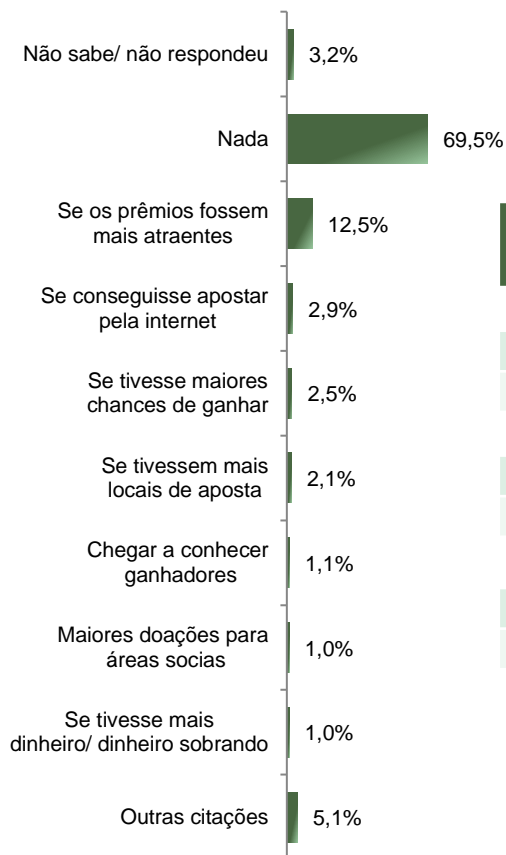 Não sabe/ não respondeu
3,2%
Nada
69,5%
Se os prêmios fossem
mais atraentes
12,5%
Se conseguisse apostar
pela internet
2,9%
Se tivesse maiores
chances de ganhar
2,5%
Se tivessem mais
locais de aposta
2,1%
Chegar a conhecer
ganhadores
1,1%
Maiores doações para
áreas socias
1,0%
Se tivesse mais
dinheiro/ dinheiro sobrando
1,0%
Outras citações
5,1%